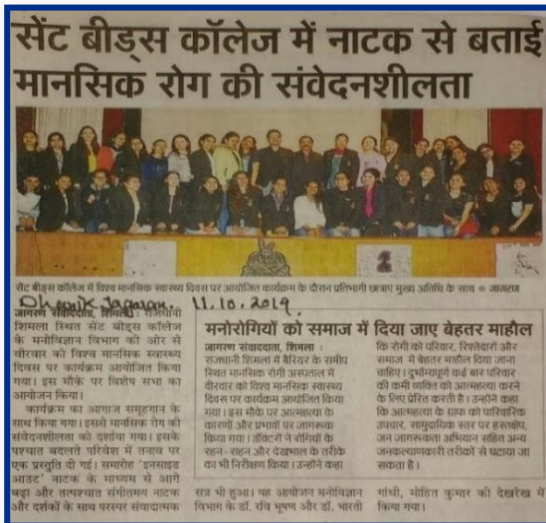 सेंट बीड्स कॉलेज में नाटक से बताई
मानसिक रोग की संवेदनशीलता
सेंट बीड्स कॉलेज में विश्व मानसिक स्वास्थ्य दिवस पर आयोजित कार्यक्रम के दौरान प्रतिभागी छात्राएं मुख्य अतिथि के साथ ● जागरण
Dhainik Jagaran. 11.10.2019.
जागरण संवाददाता, शिमला : राजधानी
शिमला स्थित सेंट बीड्स कॉलेज
के मनोविज्ञान विभाग की ओर से
वीरवार को विश्व मानसिक स्वास्थ्य
दिवस पर कार्यक्रम आयोजित किया
गया। इस मौके पर विशेष सभा का
आयोजन किया।
कार्यक्रम का आगाज समूहगान के
साथ किया गया। इससे मानसिक रोग की
संवेदनशीलता को दर्शाया गया। इसके
पश्चात बदलते परिवेश में तनाव पर
एक प्रस्तुति दी गई। समारोह 'इनसाइड
आउट' नाटक के माध्यम से आगे
बढ़ा और तत्पश्चात संगीतमय नाटक
और दर्शकों के साथ परस्पर संवादात्मक
सत्र भी हुआ। यह आयोजन मनोविज्ञान
विभाग के डॉ. रवि भूषण और डॉ. भारती
गांधी, मोहित कुमार की देखरेख में
किया गया।
मनोरोगियों को समाज में दिया जाए बेहतर माहौल
जागरण संवाददाता, शिमला :
राजधानी शिमला में बैरियर के समीप
स्थित मानसिक रोगी अस्पताल में
वीरवार को विश्व मानसिक स्वास्थ्य
दिवस पर कार्यक्रम आयोजित किया
गया। इस मौके पर आत्महत्या के
कारणों और प्रभावों पर जागरूक
किया गया। डॉक्टरों ने रोगियों के
रहन-सहन और देखभाल के तरीके
का भी निरीक्षण किया। उन्होंने कहा
कि रोगी को परिवार, रिश्तेदारों और
समाज में बेहतर माहौल दिया जाना
चाहिए। दुर्भाग्यपूर्ण कई बार परिवार
की कमी व्यक्ति को आत्महत्या करने
के लिए प्रेरित करती है। उन्होंने कहा
कि आत्महत्या के ग्राफ को पारिवारिक
उपचार, सामुदायिक स्तर पर हस्तक्षेप,
जन जागरूकता अभियान सहित अन्य
जनकल्याणकारी तरीकों से घटाया जा
सकता है।